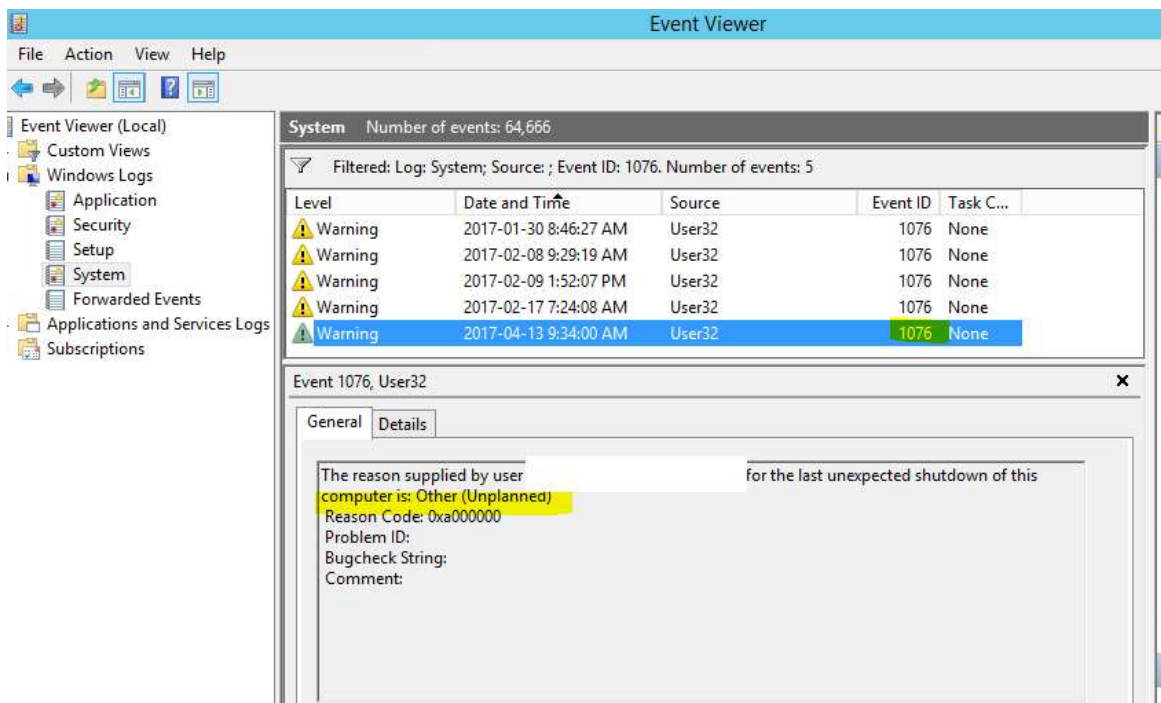 Event Viewer
File Action View Help
Event Viewer (Local)
Custom Views
Windows Logs
Application
Security
Setup
System
Forwarded Events
Applications and Services Logs
Subscriptions
System Number of events: 64,666
Filtered: Log: System; Source: ; Event ID: 1076. Number of events: 5
Level Date and Time Source Event ID Task C...
Warning 2017-01-30 8:46:27 AM User32 1076 None
Warning 2017-02-08 9:29:19 AM User32 1076 None
Warning 2017-02-09 1:52:07 PM User32 1076 None
Warning 2017-02-17 7:24:08 AM User32 1076 None
Warning 2017-04-13 9:34:00 AM User32 1076 None
Event 1076, User32
General Details
The reason supplied by user for the last unexpected shutdown of this
computer is: Other (Unplanned)
Reason Code: 0xa000000
Problem ID:
Bugcheck String:
Comment: